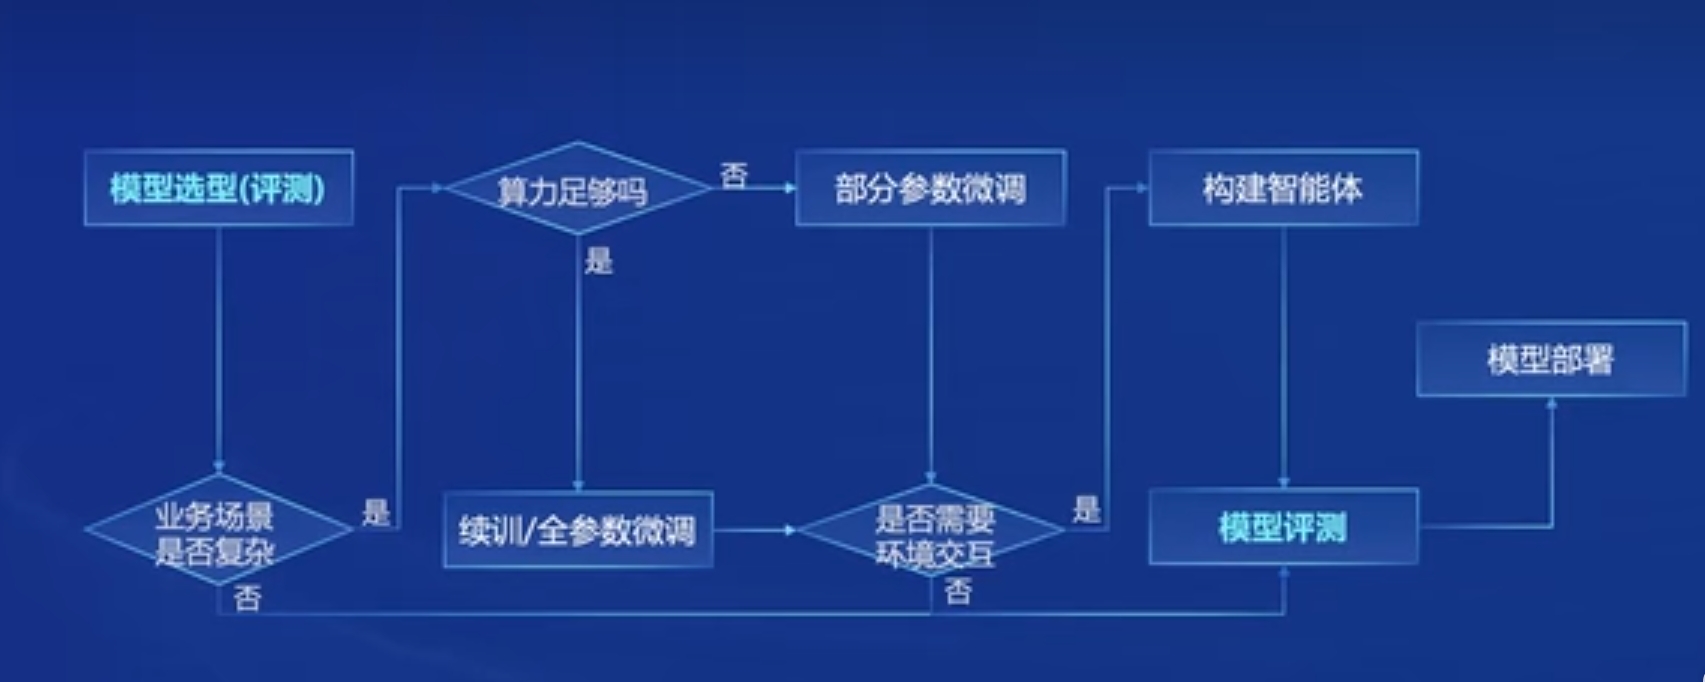 模型选型(评测)
算力足够吗
否
部分参数微调
构建智能体
是
模型部署
业务场景
是否复杂
是
续训/全参数微调
是否需要
环境交互
是
模型评测
否
否